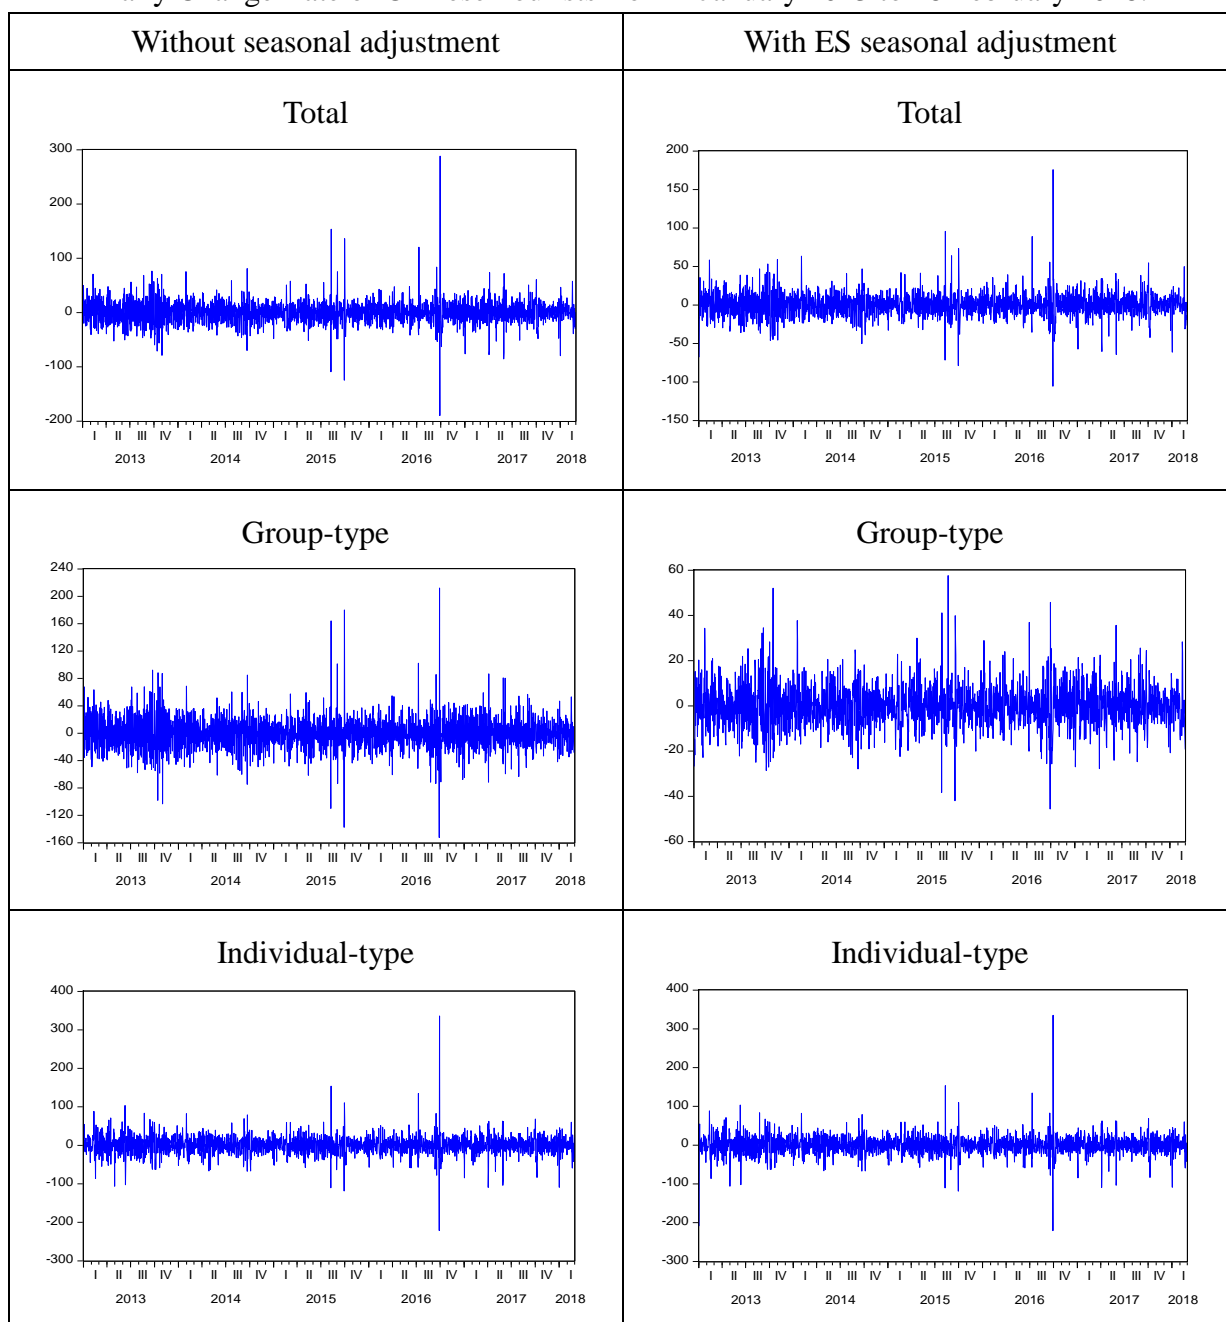 Without seasonal adjustment
With ES seasonal adjustment
Total
300
200
100
0
-100
-200
I II III IV I II III IV I II III IV I II III IV I II III IV I
2013 2014 2015 2016 2017 2018
Total
200
150
100
50
0
-50
-100
-150
I II III IV I II III IV I II III IV I II III IV I II III IV I
2013 2014 2015 2016 2017 2018
Group-type
240
200
160
120
80
40
0
-40
-80
-120
-160
I II III IV I II III IV I II III IV I II III IV I II III IV I
2013 2014 2015 2016 2017 2018
Group-type
60
40
20
0
-20
-40
-60
I II III IV I II III IV I II III IV I II III IV I II III IV I
2013 2014 2015 2016 2017 2018
Individual-type
400
300
200
100
0
-100
-200
-300
I II III IV I II III IV I II III IV I II III IV I II III IV I
2013 2014 2015 2016 2017 2018
Individual-type
400
300
200
100
0
-100
-200
-300
I II III IV I II III IV I II III IV I II III IV I II III IV I
2013 2014 2015 2016 2017 2018